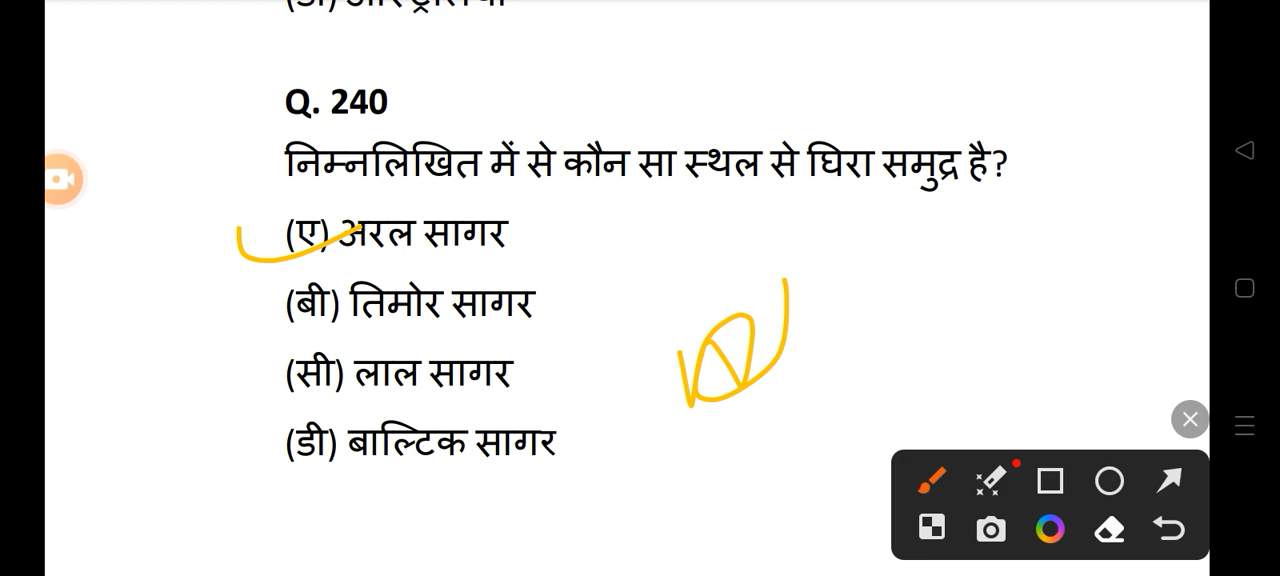 Q. 240
निम्नलिखित में से कौन सा स्थल से घिरा समुद्र है?
(ए) अरल सागर
(बी) तिमोर सागर
(सी) लाल सागर
(डी) बाल्टिक सागर